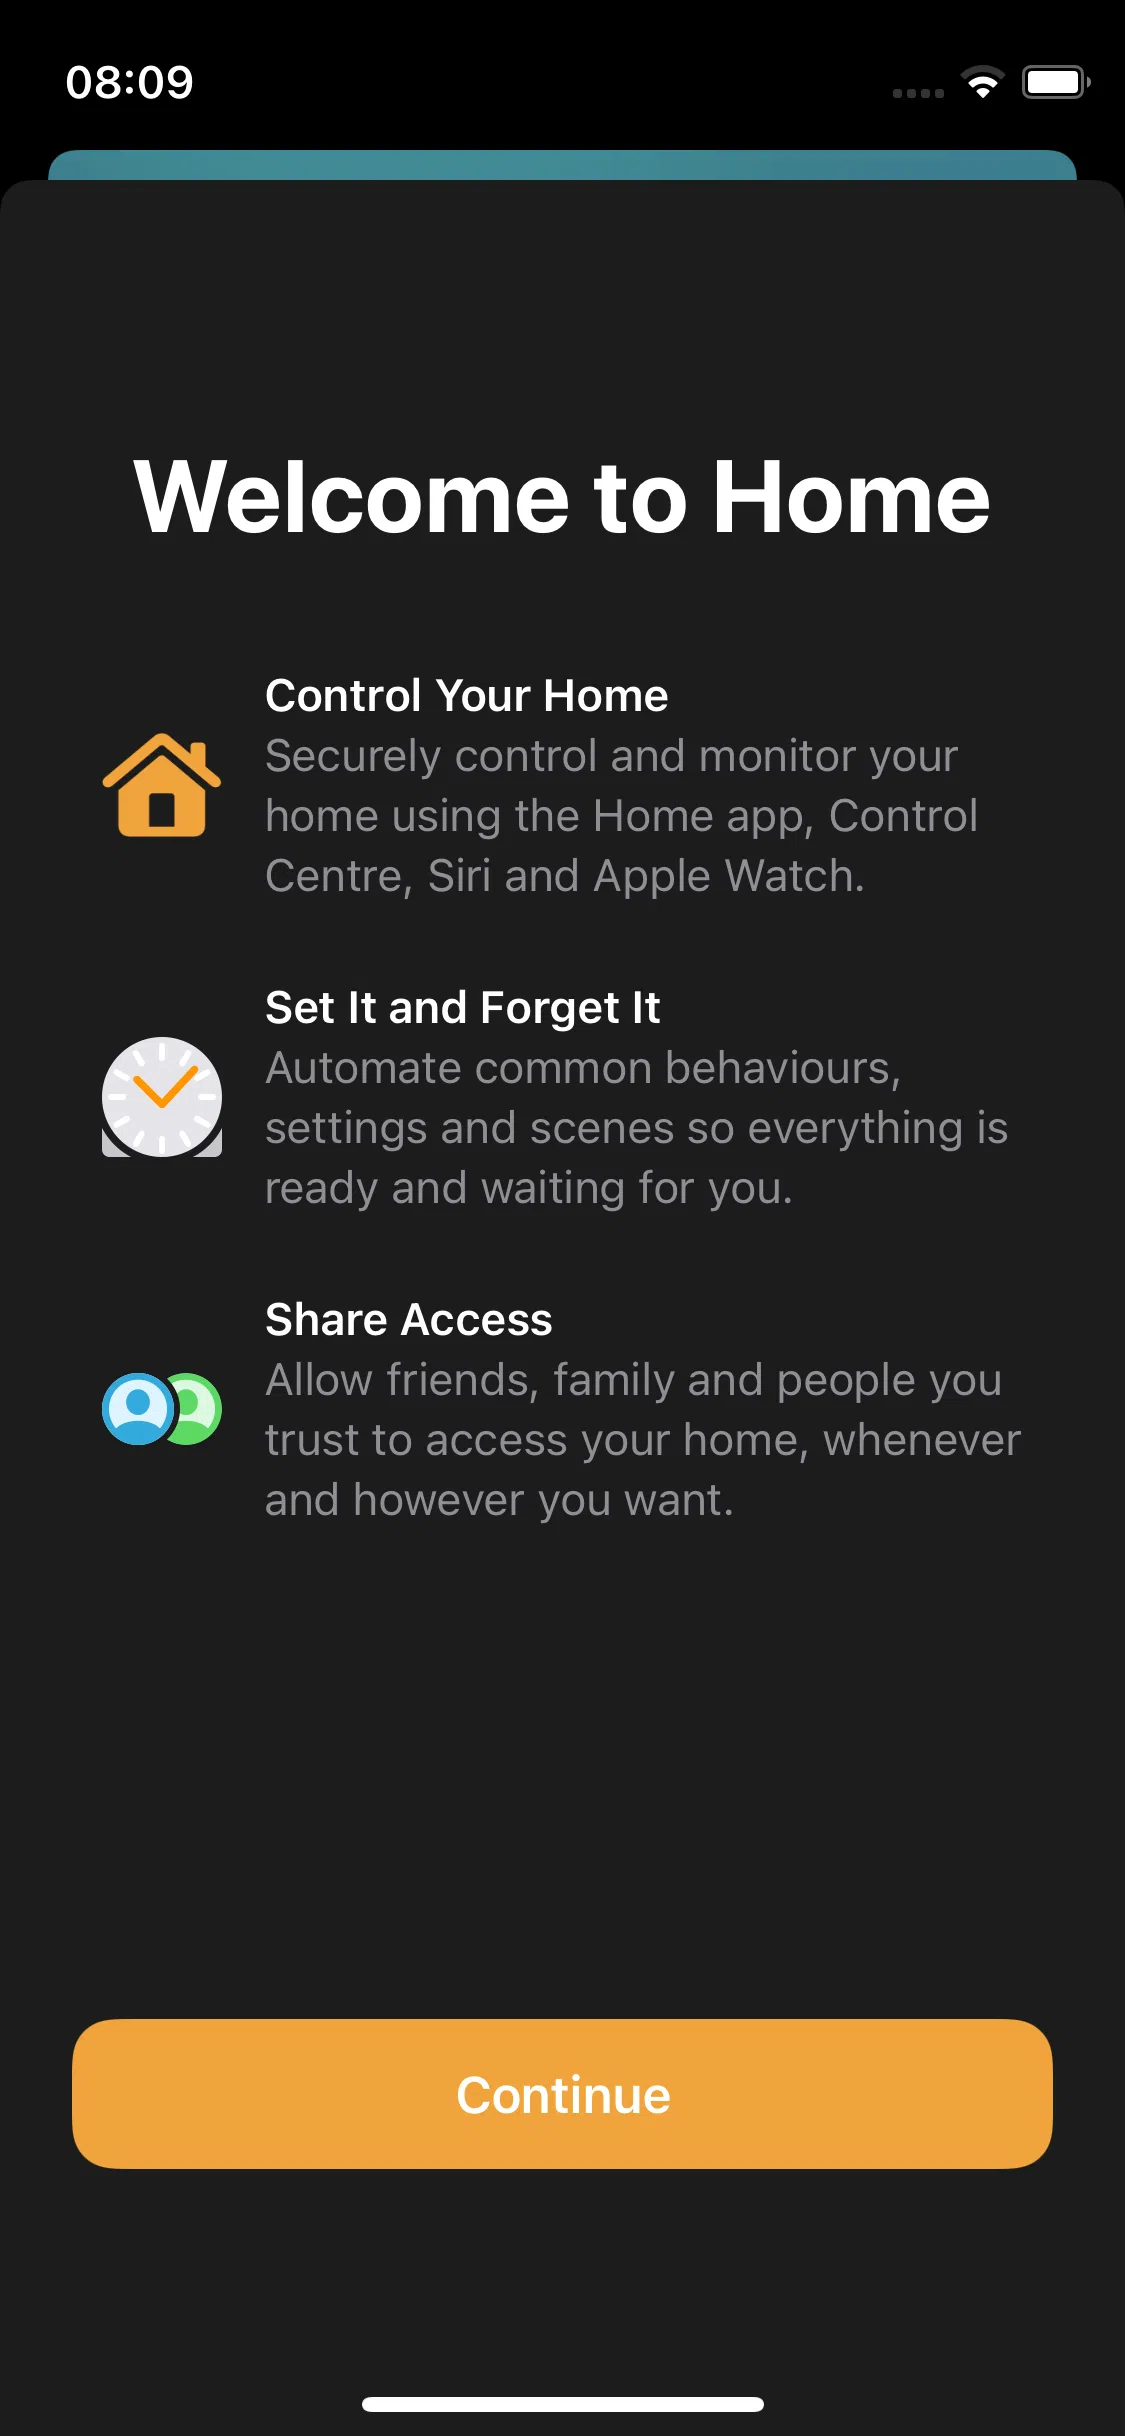 08:09
Welcome to Home
Control Your Home
Securely control and monitor your
home using the Home app, Control
Centre, Siri and Apple Watch.
Set It and Forget It
Automate common behaviours,
settings and scenes so everything is
ready and waiting for you.
Share Access
Allow friends, family and people you
trust to access your home, whenever
and however you want.
Continue